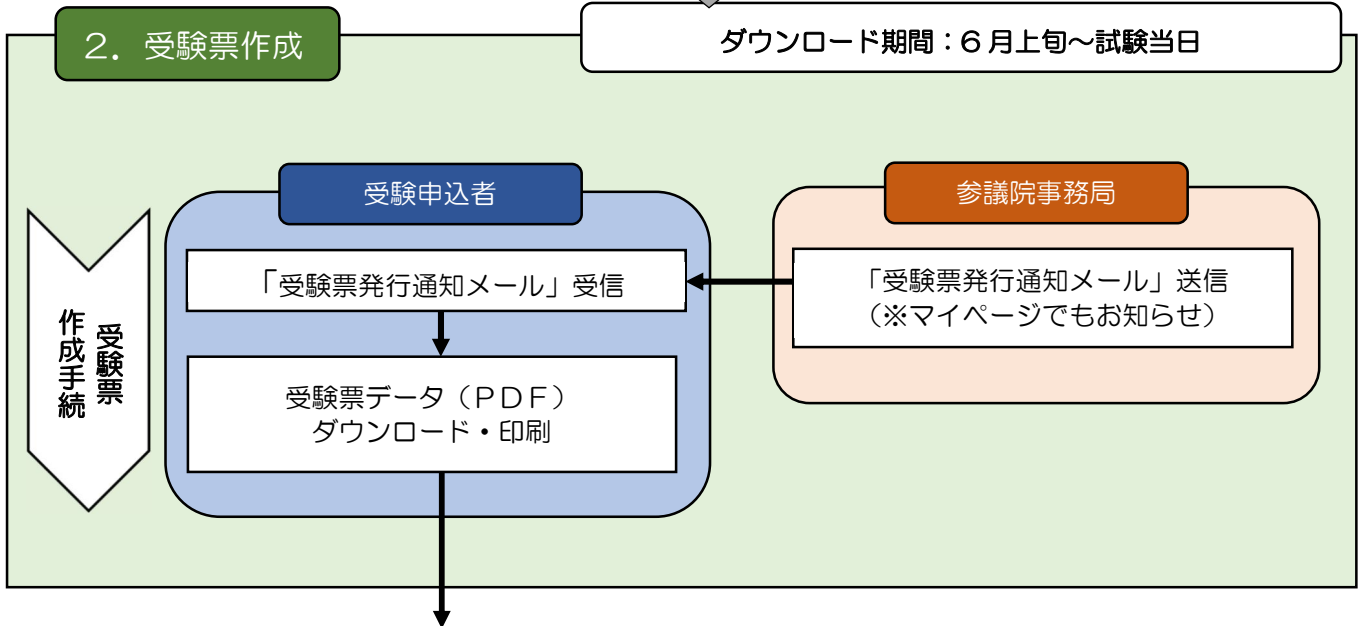 ２．受験票作成
ダウンロード期間：６月上旬～試験当日
受験票
作成手続
受験申込者
「受験票発行通知メール」受信
受験票データ（ＰＤＦ）
ダウンロード・印刷
参議院事務局
「受験票発行通知メール」送信
（※マイページでもお知らせ）